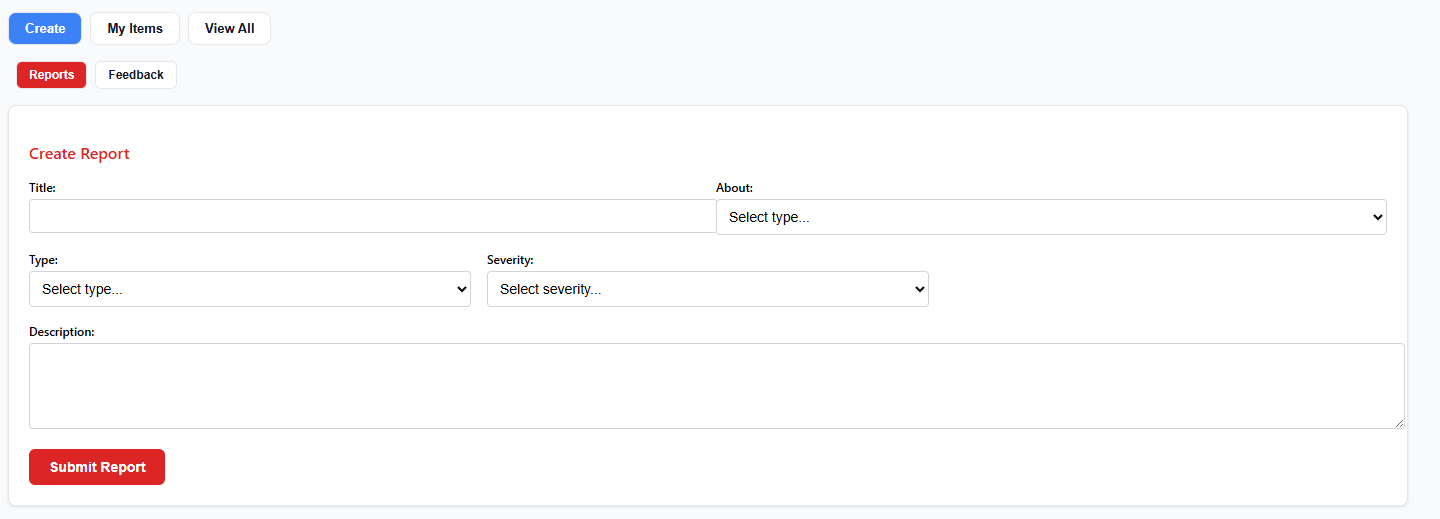 Create My Items View All
Reports Feedback
Create Report
Title: About:
Select type...
Type: Severity:
Select type... Select severity...
Description:
Submit Report